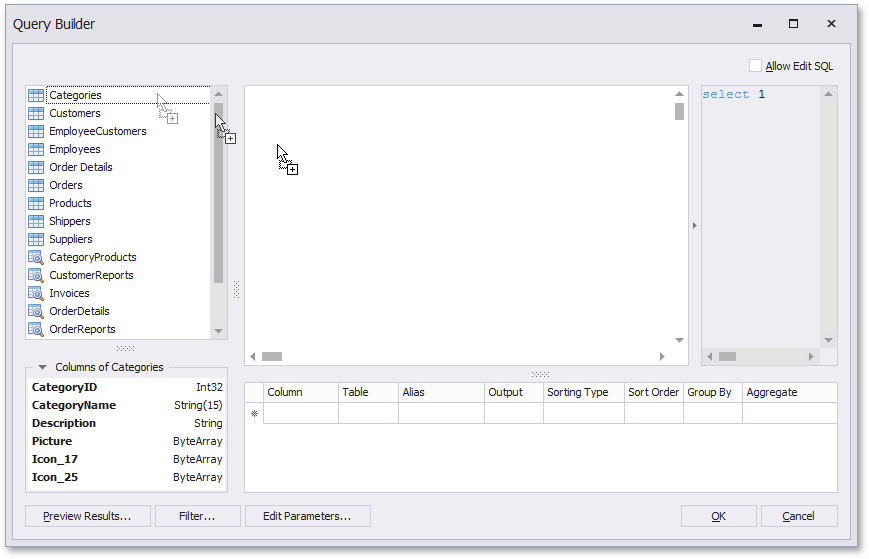 Query Builder
Allow Edit SQL
Categories
Customers
EmployeeCustomers
Employees
Order Details
Orders
Products
Shippers
Suppliers
CategoryProducts
CustomerReports
Invoices
OrderDetails
OrderReports
select 1
Columns of Categories
CategoryID Int32
CategoryName String(15)
Description String
Picture ByteArray
Icon_17 ByteArray
Icon_25 ByteArray
Column Table Alias Output Sorting Type Sort Order Group By Aggregate
Preview Results... Filter... Edit Parameters... OK Cancel